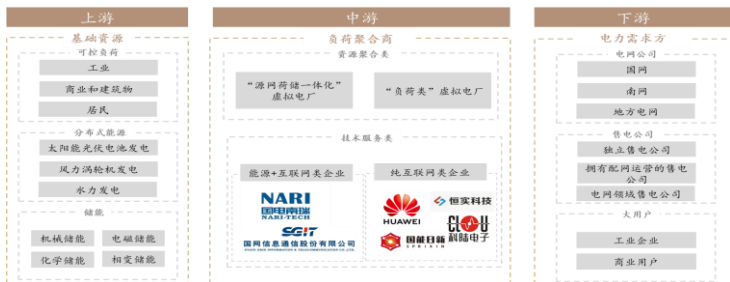 上游
基础资源
可控负荷
工业
商业和建筑物
居民
分布式能源
太阳能光伏电池发电
风力涡轮机发电
水力发电
储能
机械储能
电磁储能
化学储能
相变储能
中游
负荷聚合商
资源聚合类
“源网荷储一体化”
虚拟电厂
“负荷类”虚拟电厂
技术服务类
能源+互联网类企业
NARI
国电南瑞
NARI-TECH
SGIT
国网信息通信股份有限公司
纯互联网类企业
HUAWEI
恒实科技
国能日新
SPRIXIN
CLOU
科陆电子
下游
电力需求方
电网公司
国网
南网
地方电网
售电公司
独立售电公司
拥有配网运营的售电
公司
电网领域售电公司
大用户
工业企业
商业用户